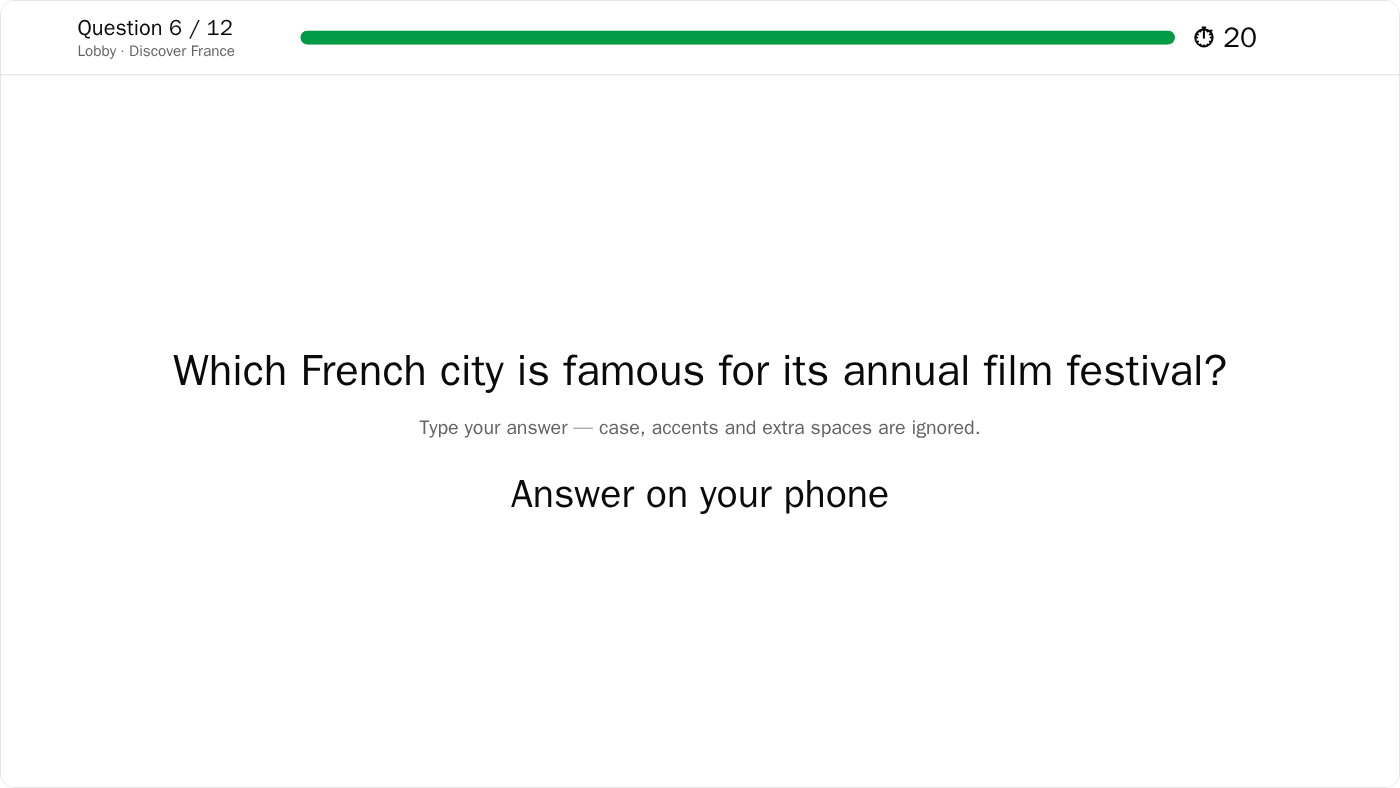 Question 6 / 12
Lobby · Discover France
⏱ 20
Which French city is famous for its annual film festival?
Type your answer — case, accents and extra spaces are ignored.
Answer on your phone